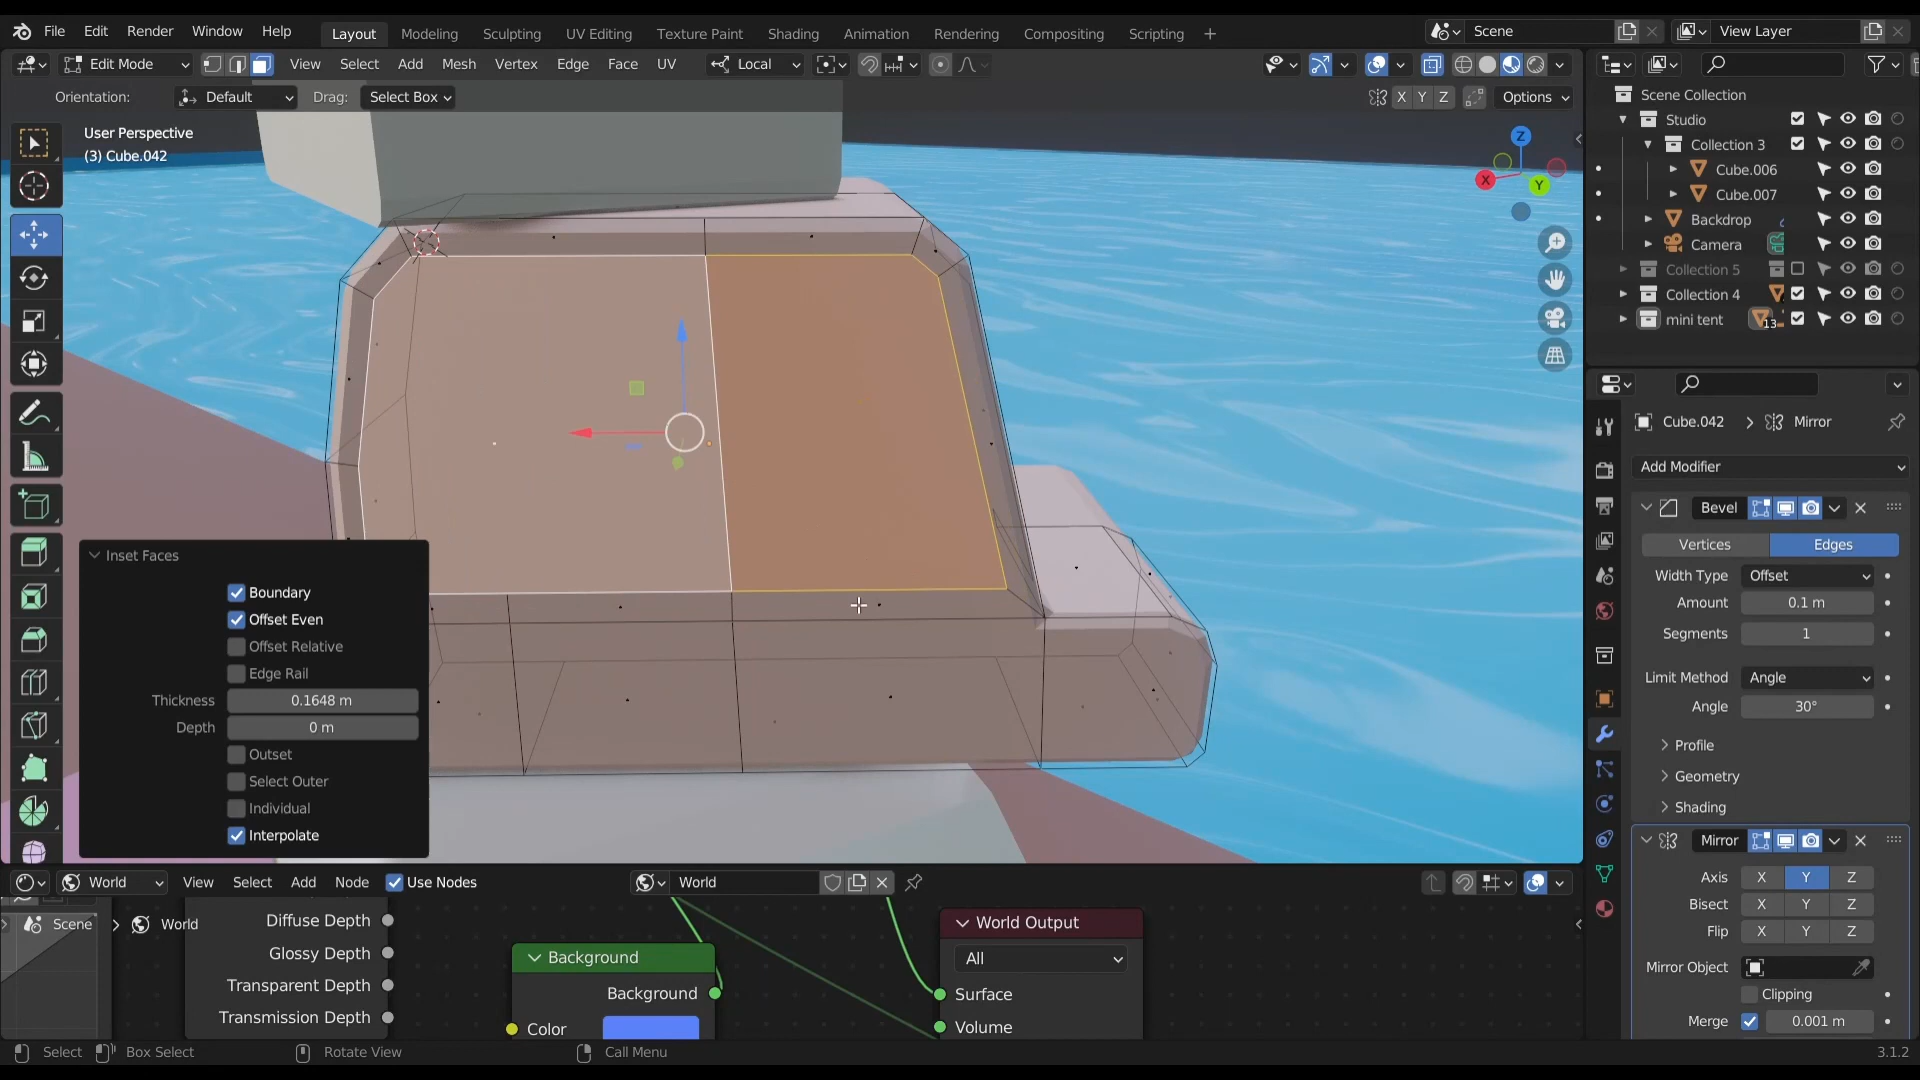 File Edit Render Window Help Layout Modeling Sculpting UV Editing Texture Paint Shading Animation Rendering Compositing Scripting + Scene View Layer
Edit Mode View Select Add Mesh Vertex Edge Face UV Local
Orientation: Default Drag: Select Box X Y Z Options
User Perspective
(3) Cube.042
Z
X
Y
Scene Collection
Studio
Collection 3
Cube.006
Cube.007
Backdrop
Camera
Collection 5
Collection 4
mini tent 13
Cube.042 > Mirror
Add Modifier
Bevel
Vertices Edges
Width Type Offset
Amount 0.1 m
Segments 1
Limit Method Angle
Angle 30°
Profile
Geometry
Shading
Mirror
Axis X Y Z
Bisect X Y Z
Flip X Y Z
Mirror Object
Clipping
Merge 0.001 m
Inset Faces
Boundary
Offset Even
Offset Relative
Edge Rail
Thickness 0.1648 m
Depth 0 m
Outset
Select Outer
Individual
Interpolate
World View Select Add Node Use Nodes World
Scene > World
Diffuse Depth
Glossy Depth
Transparent Depth
Transmission Depth
Background
Background
Color
World Output
All
Surface
Volume
Select Box Select Rotate View Call Menu 3.1.2